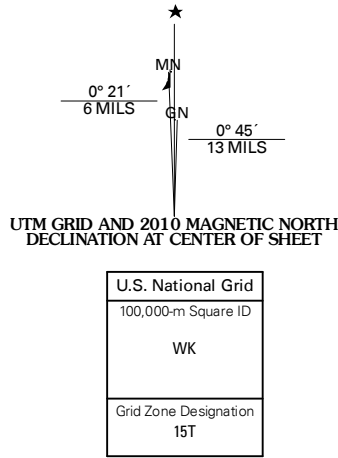 MN
0° 21´
6 MILS
GN
0° 45´
13 MILS
UTM GRID AND 2010 MAGNETIC NORTH
DECLINATION AT CENTER OF SHEET
U.S. National Grid
100,000-m Square ID
WK
Grid Zone Designation
15T